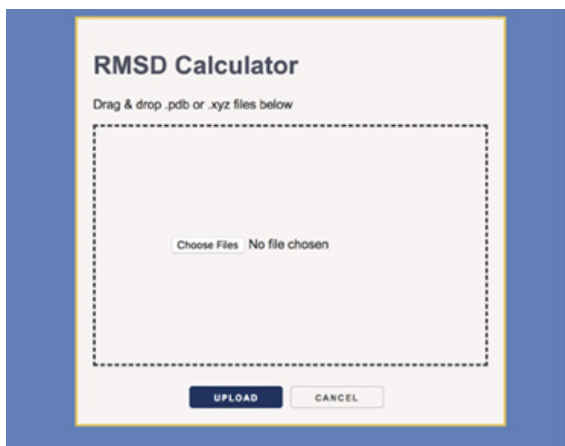 RMSD Calculator
Drag & drop .pdb or .xyz files below
Choose Files No file chosen
UPLOAD CANCEL